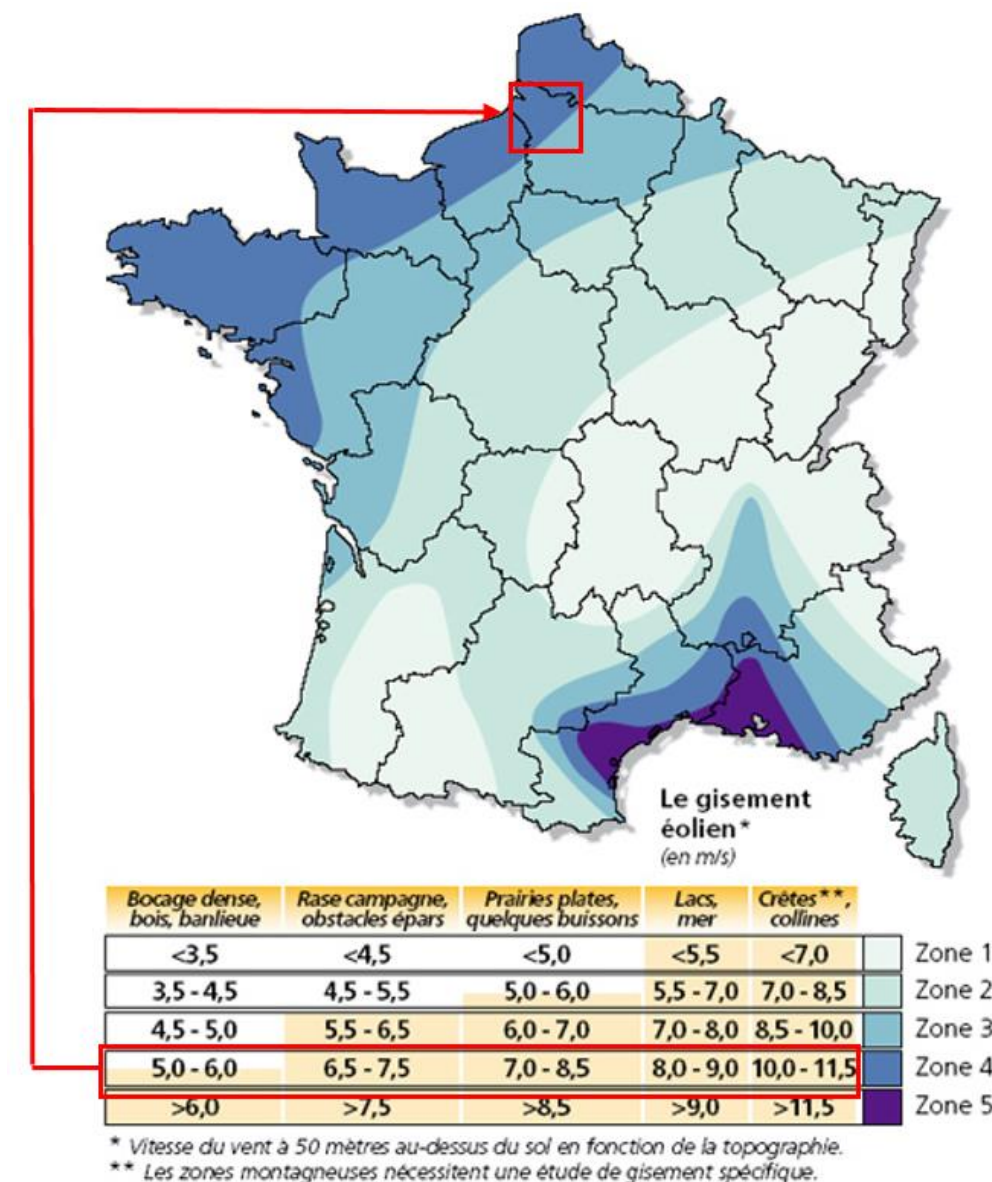 Le gisement
éolien*
(en m/s)
Bocage dense, bois, banlieue Rase campagne, obstacles épars Prairies plates, quelques buissons Lacs, mer Crêtes**, collines
<3,5 <4,5 <5,0 <5,5 <7,0 Zone 1
3,5 - 4,5 4,5 - 5,5 5,0 - 6,0 5,5 - 7,0 7,0 - 8,5 Zone 2
4,5 - 5,0 5,5 - 6,5 6,0 - 7,0 7,0 - 8,0 8,5 - 10,0 Zone 3
5,0 - 6,0 6,5 - 7,5 7,0 - 8,5 8,0 - 9,0 10,0 - 11,5 Zone 4
>6,0 >7,5 >8,5 >9,0 >11,5 Zone 5
* Vitesse du vent à 50 mètres au-dessus du sol en fonction de la topographie.
** Les zones montagneuses nécessitent une étude de gisement spécifique.